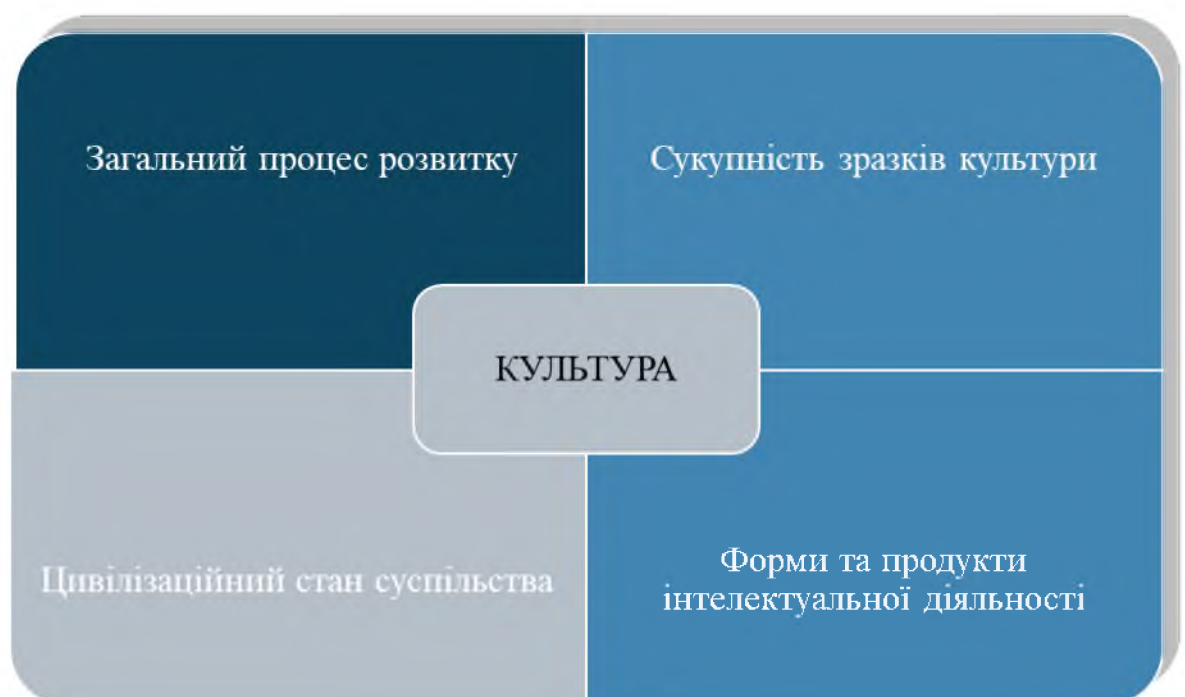 Загальний процес розвитку
Сукупність зразків культури
КУЛЬТУРА
Цивілізаційний стан суспільства
Форми та продукти
інтелектуальної діяльності